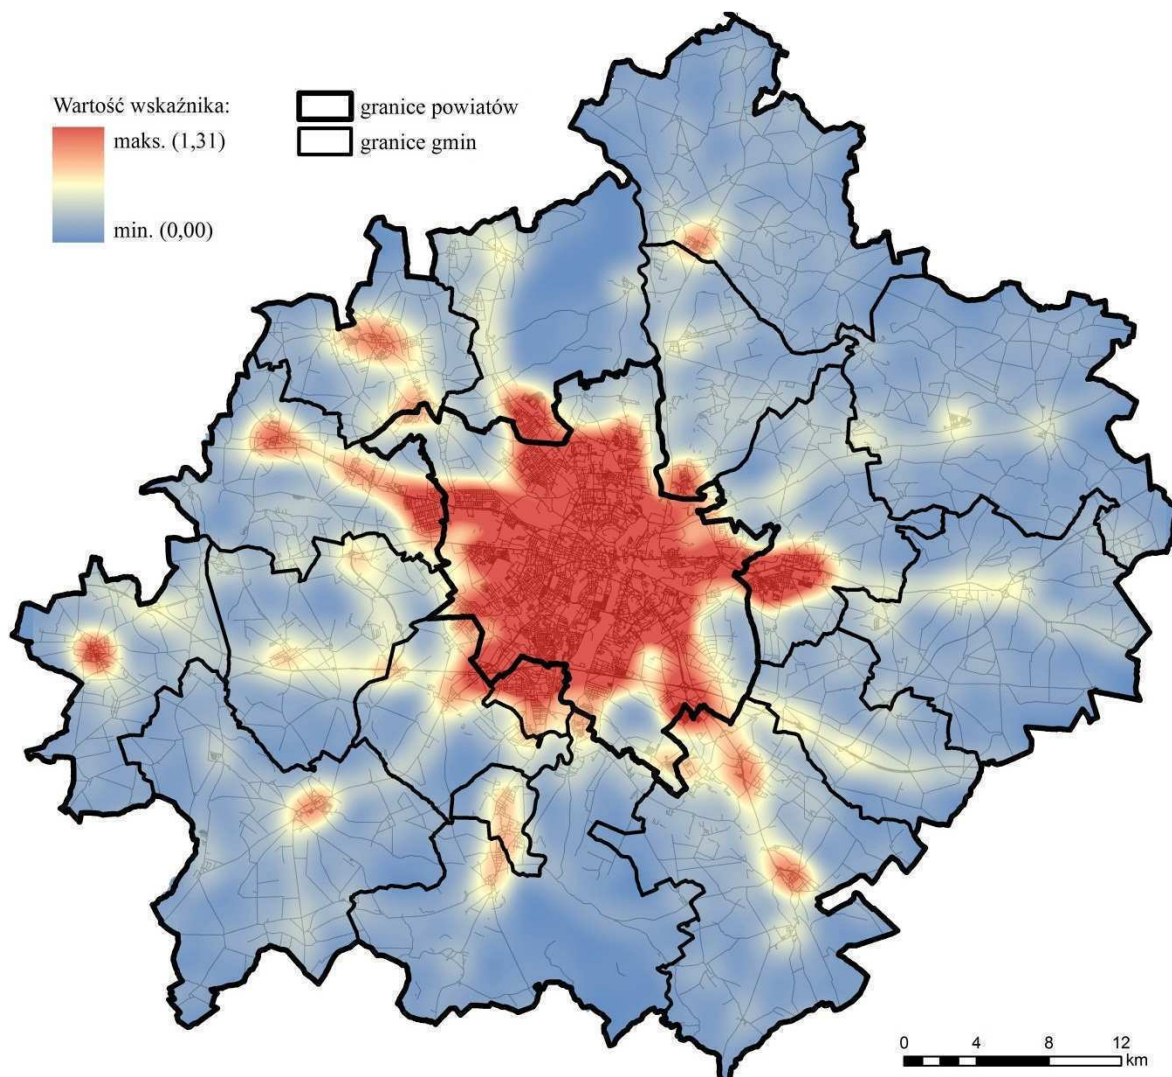 Wartość wskaźnika:
maks. (1,31)
min. (0,00)
granice powiatów
granice gmin
0 4 8 12
km